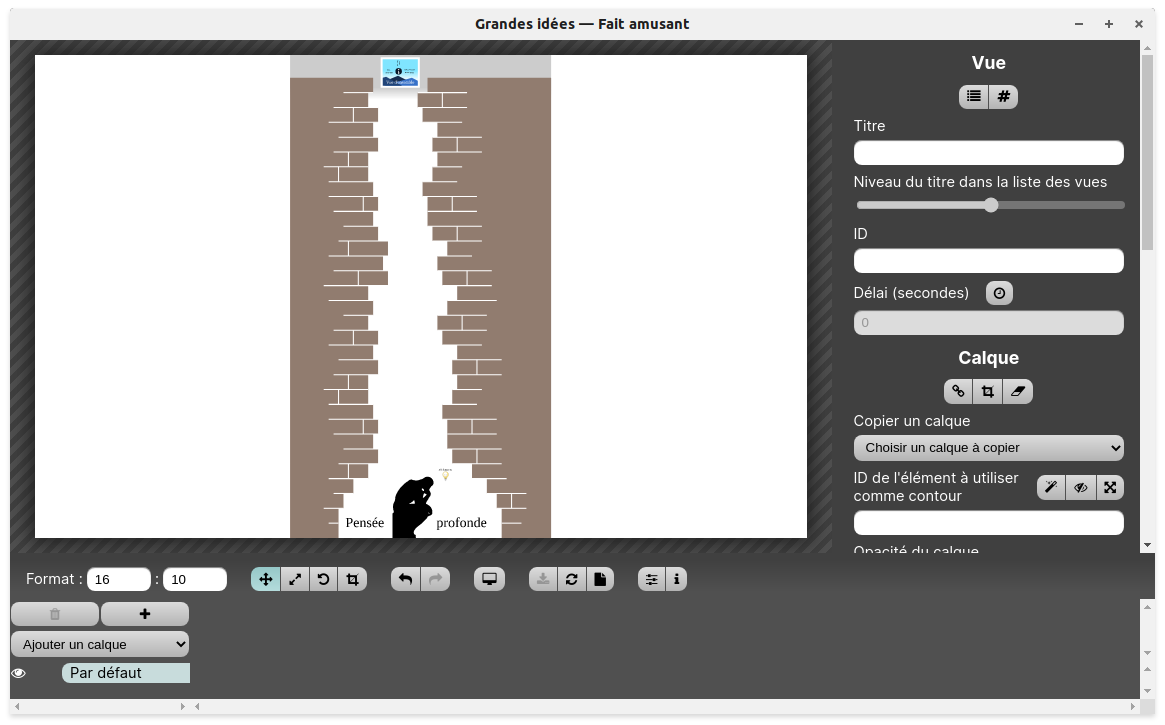 Grandes idées — Fait amusant
Vue
Titre
Niveau du titre dans la liste des vues
ID
Délai (secondes)
0
Calque
Copier un calque
Choisir un calque à copier
ID de l'élément à utiliser
comme contour
Opacité du calque
Pensée profonde
Format : 16 : 10
Ajouter un calque
Par défaut